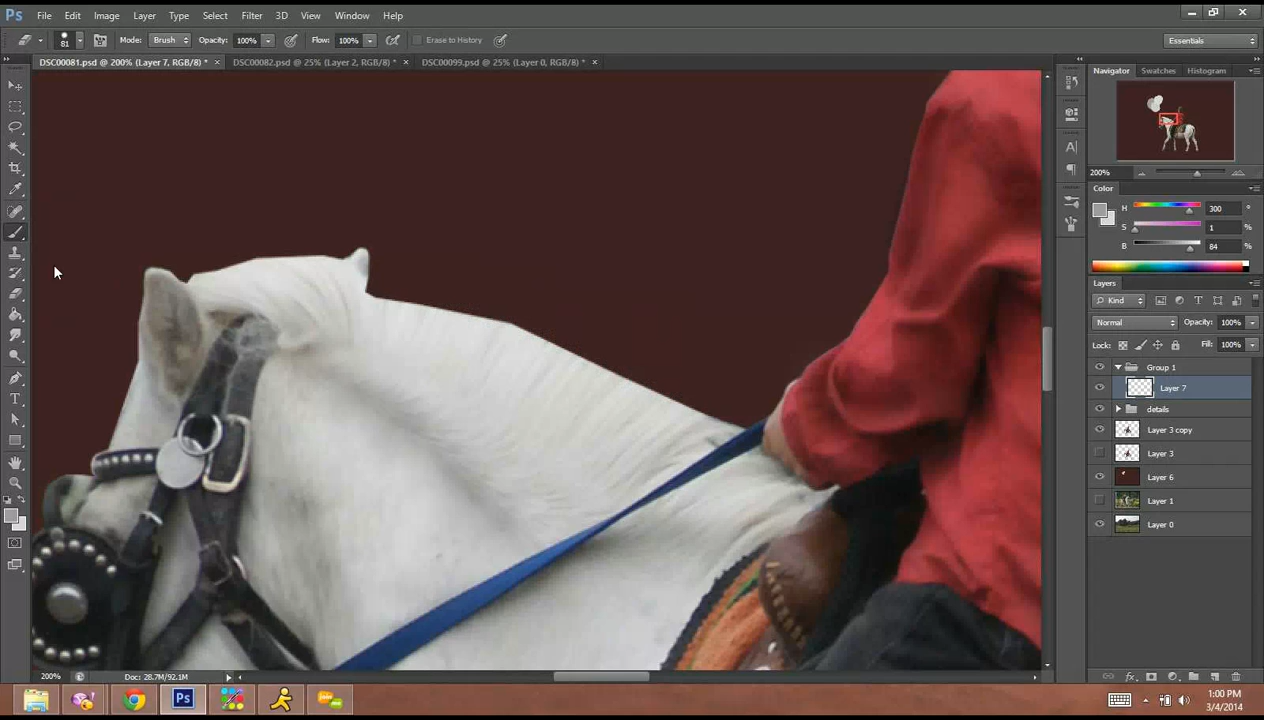 Ps File Edit Image Layer Type Select Filter 3D View Window Help
81 Mode: Brush Opacity: 100% Flow: 100% Erase to History Essentials
DSC00081.psd @ 200% (Layer 7, RGB/8) * × DSC00082.psd @ 25% (Layer 2, RGB/8) * × DSC00099.psd @ 25% (Layer 0, RGB/8) * ×
Navigator Swatches Histogram
200%
Color
H 300 °
S 1 %
B 84 %
Layers
Kind
Normal Opacity: 100%
Lock: Fill: 100%
Group 1
Layer 7
details
Layer 3 copy
Layer 3
Layer 6
Layer 1
Layer 0
200% Doc: 28.7M/92.1M
Ps
1:00 PM
3/4/2014